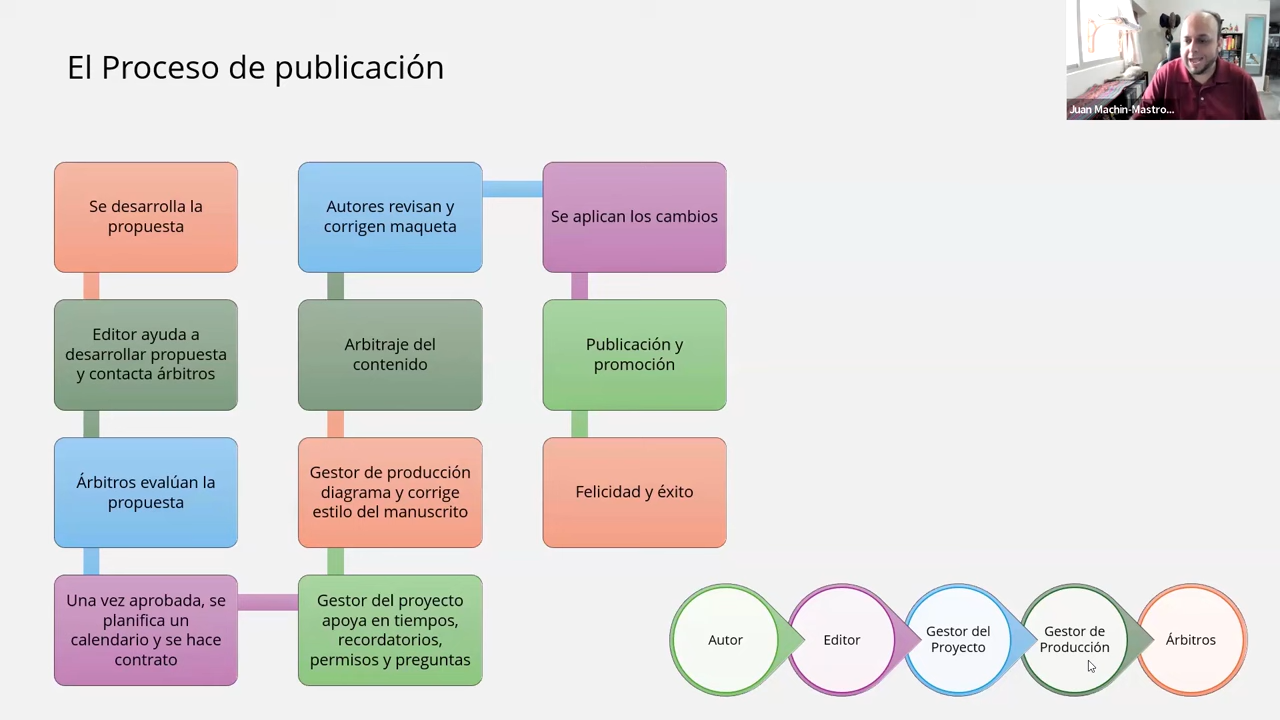 El Proceso de publicación
Juan Machin-Mastro...
Se desarrolla la
propuesta
Editor ayuda a
desarrollar propuesta
y contacta árbitros
Árbitros evalúan la
propuesta
Una vez aprobada, se
planifica un
calendario y se hace
contrato
Gestor del proyecto
apoya en tiempos,
recordatorios,
permisos y preguntas
Gestor de producción
diagrama y corrige
estilo del manuscrito
Arbitraje del
contenido
Autores revisan y
corrigen maqueta
Se aplican los cambios
Publicación y
promoción
Felicidad y éxito
Autor
Editor
Gestor del
Proyecto
Gestor de
Producción
Árbitros